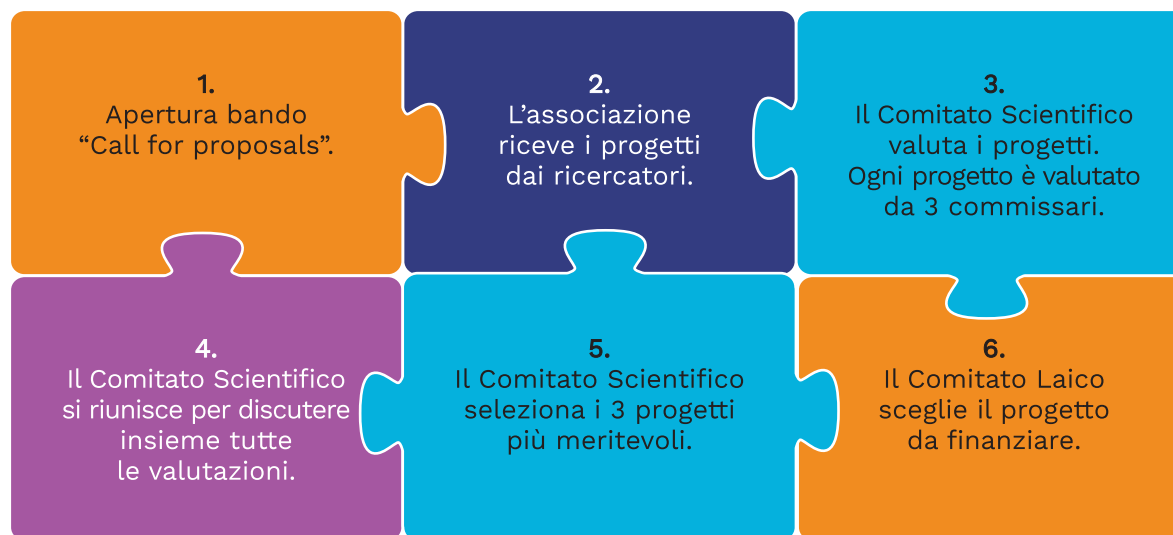 1.
Apertura bando
“Call for proposals”.
2.
L’associazione
riceve i progetti
dai ricercatori.
3.
Il Comitato Scientifico
valuta i progetti.
Ogni progetto è valutato
da 3 commissari.
4.
Il Comitato Scientifico
si riunisce per discutere
insieme tutte
le valutazioni.
5.
Il Comitato Scientifico
seleziona i 3 progetti
più meritevoli.
6.
Il Comitato Laico
sceglie il progetto
da finanziare.